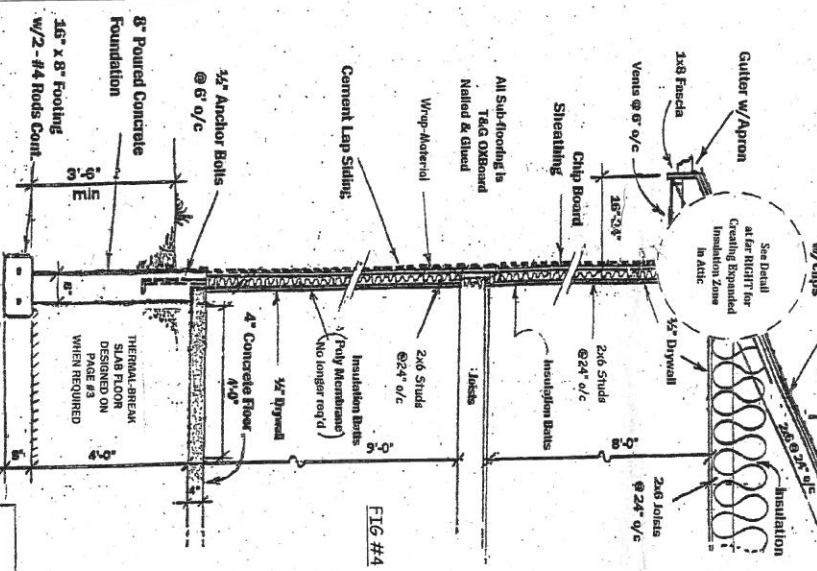 Gutter w/Apron
1x8 Fascia
Vents @ 6' o/c
w/ Clips
See Detail
at far RIGHT for
Creating Expanded
Insulation Zone
in Attic
2x6 @ 24" o/c
Insulation
16"-24"
Chip Board
Sheathing
½" Drywall
2x6 Joists
@ 24" o/c
2x6 Studs
@24" o/c
8'-0"
Insulation Batts
All Sub-flooring is
T&G OXBoard
Nailed & Glued
Joists
Wrap-Material
2x6 Studs
@24" o/c
FIG #4
Cement Lap Siding
Insulation Batts
(Poly Membrane)
(No longer req'd)
9'-0"
½" Drywall
½" Anchor Bolts
@ 6' o/c
4" Concrete Floor
4'-0"
4"
8" Poured Concrete
Foundation
3'-6"
min
8"
THERMAL-BREAK
SLAB FLOOR
DESIGNED ON
PAGE #3
WHEN REQUIRED
4'-0"
16" x 8" Footing
w/2 - #4 Rods Cont.
8"